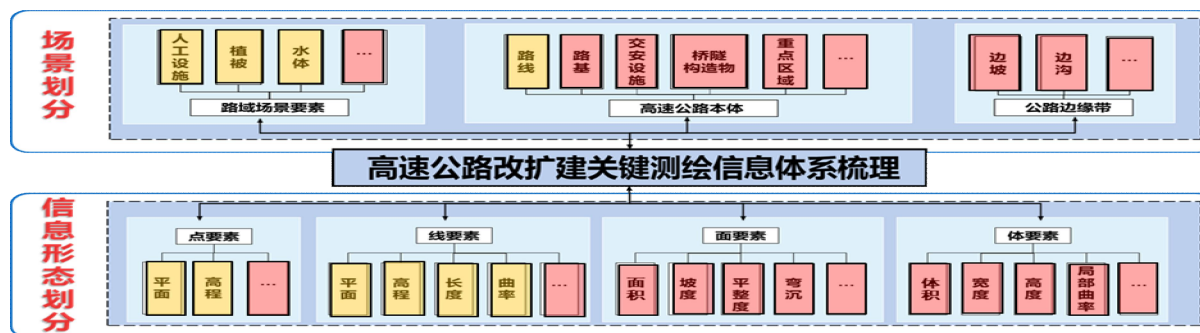 场景划分
人工设施
植被
水体
...
路域场景要素
路线
路基
交安设施
桥隧构造物
重点区域
...
高速公路本体
边坡
边沟
...
公路边缘带
高速公路改扩建关键测绘信息体系梳理
信息形态划分
点要素
平面
高程
...
线要素
平面
高程
长度
曲率
...
面要素
面积
坡度
平整度
弯沉
...
体要素
体积
宽度
高度
局部曲率
...